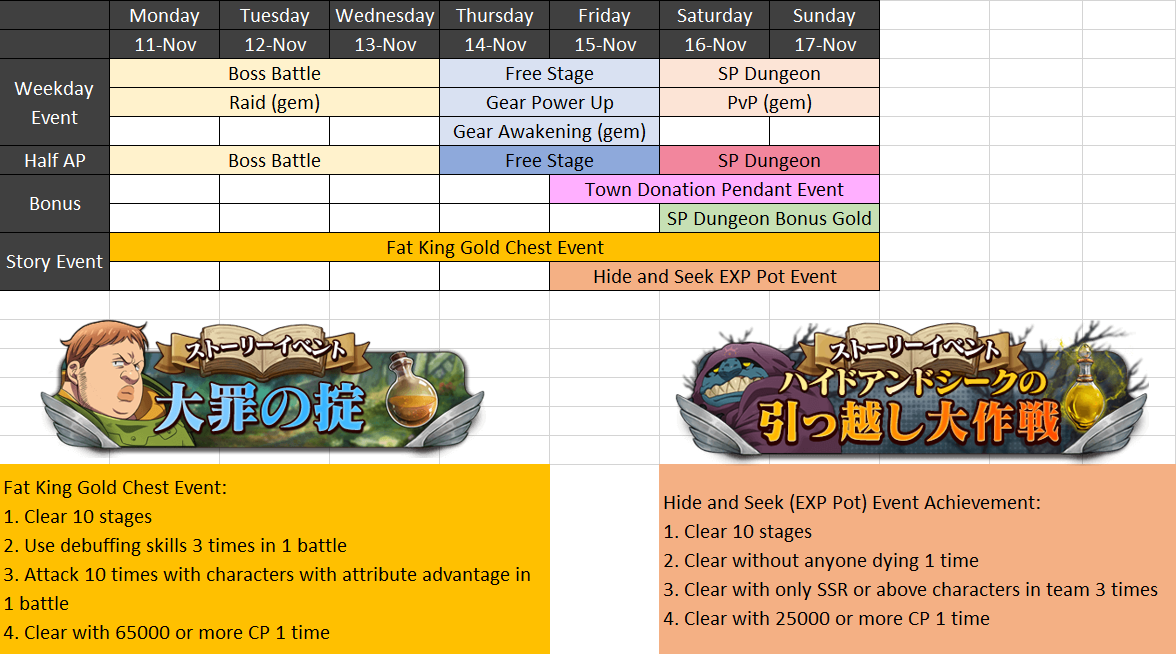 Monday Tuesday Wednesday Thursday Friday Saturday Sunday
11-Nov 12-Nov 13-Nov 14-Nov 15-Nov 16-Nov 17-Nov
Weekday
Event
Boss Battle Free Stage SP Dungeon
Raid (gem) Gear Power Up PvP (gem)
Gear Awakening (gem)
Half AP Boss Battle Free Stage SP Dungeon
Bonus
Town Donation Pendant Event
SP Dungeon Bonus Gold
Story Event
Fat King Gold Chest Event
Hide and Seek EXP Pot Event
ストーリーイベント
大罪の掟
ストーリーイベント
ハイドアンドシークの
引っ越し大作戦
Fat King Gold Chest Event:
1. Clear 10 stages
2. Use debuffing skills 3 times in 1 battle
3. Attack 10 times with characters with attribute advantage in
1 battle
4. Clear with 65000 or more CP 1 time
Hide and Seek (EXP Pot) Event Achievement:
1. Clear 10 stages
2. Clear without anyone dying 1 time
3. Clear with only SSR or above characters in team 3 times
4. Clear with 25000 or more CP 1 time